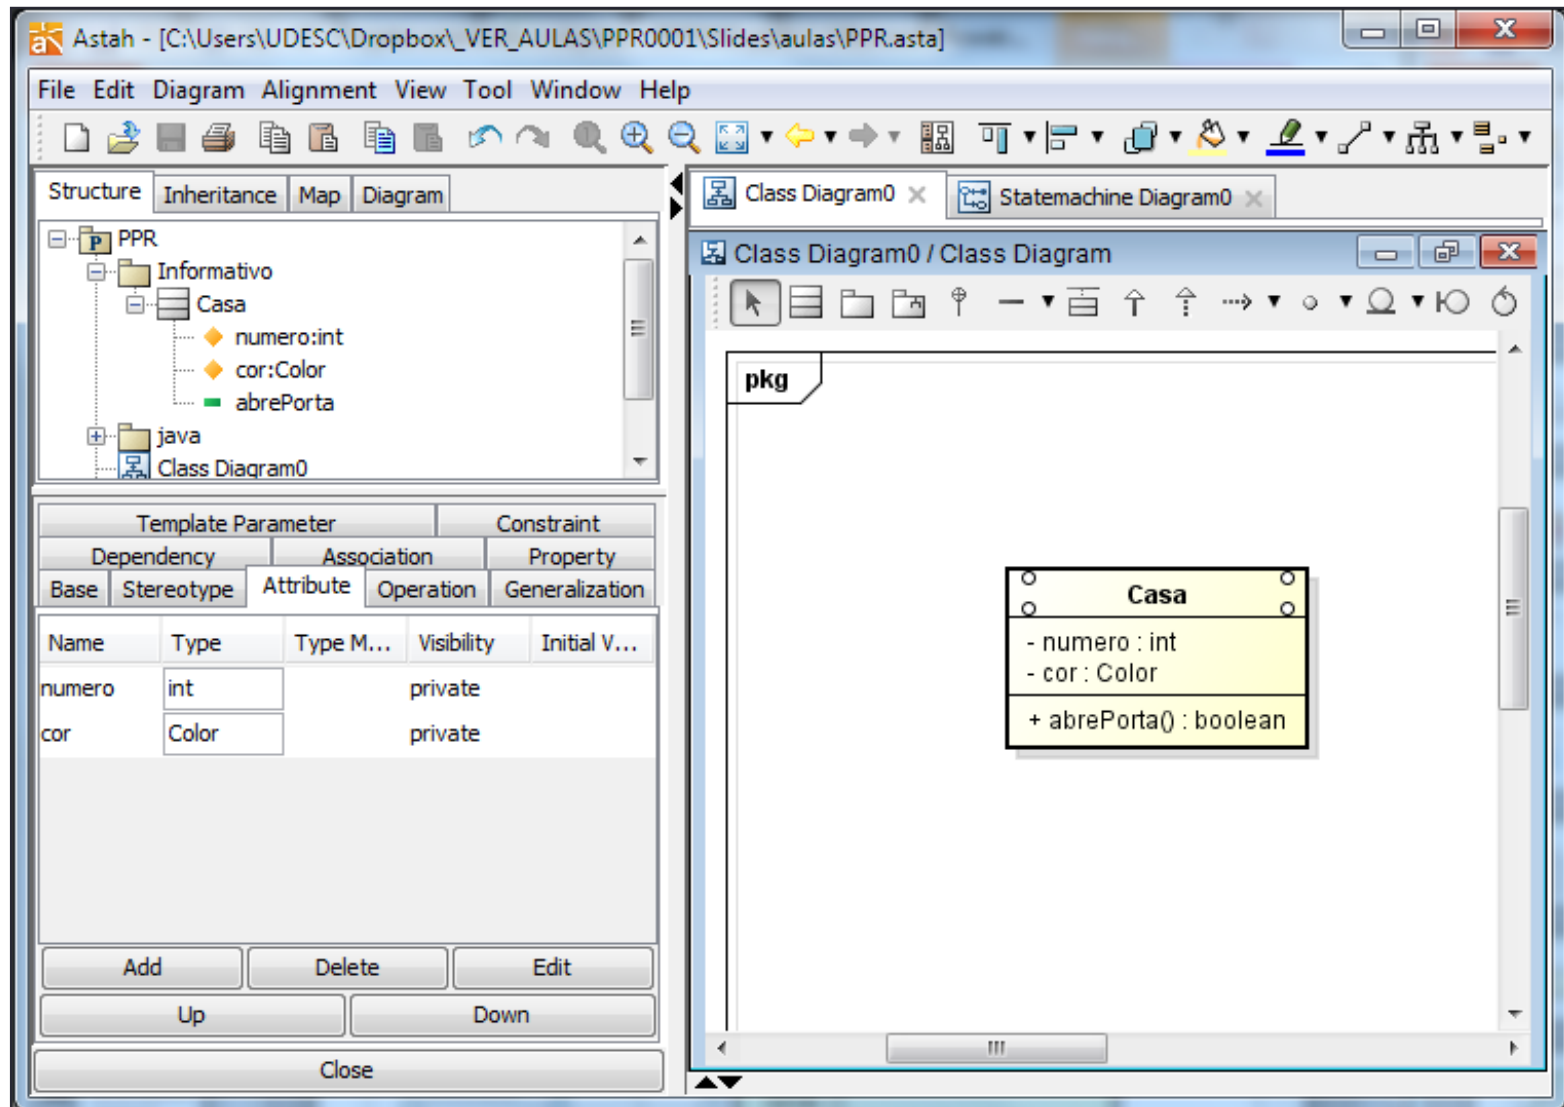 Astah - [C:\Users\UDESC\Dropbox\_VER_AULAS\PPR0001\Slides\aulas\PPR.asta]
File Edit Diagram Alignment View Tool Window Help
Structure Inheritance Map Diagram
PPR
Informativo
Casa
numero:int
cor:Color
abrePorta
java
Class Diagram0
Template Parameter Constraint
Dependency Association Property
Base Stereotype Attribute Operation Generalization
Name Type Type M... Visibility Initial V...
numero int private
cor Color private
Add Delete Edit
Up Down
Close
Class Diagram0 Statemachine Diagram0
Class Diagram0 / Class Diagram
pkg
Casa
- numero : int
- cor : Color
+ abrePorta() : boolean